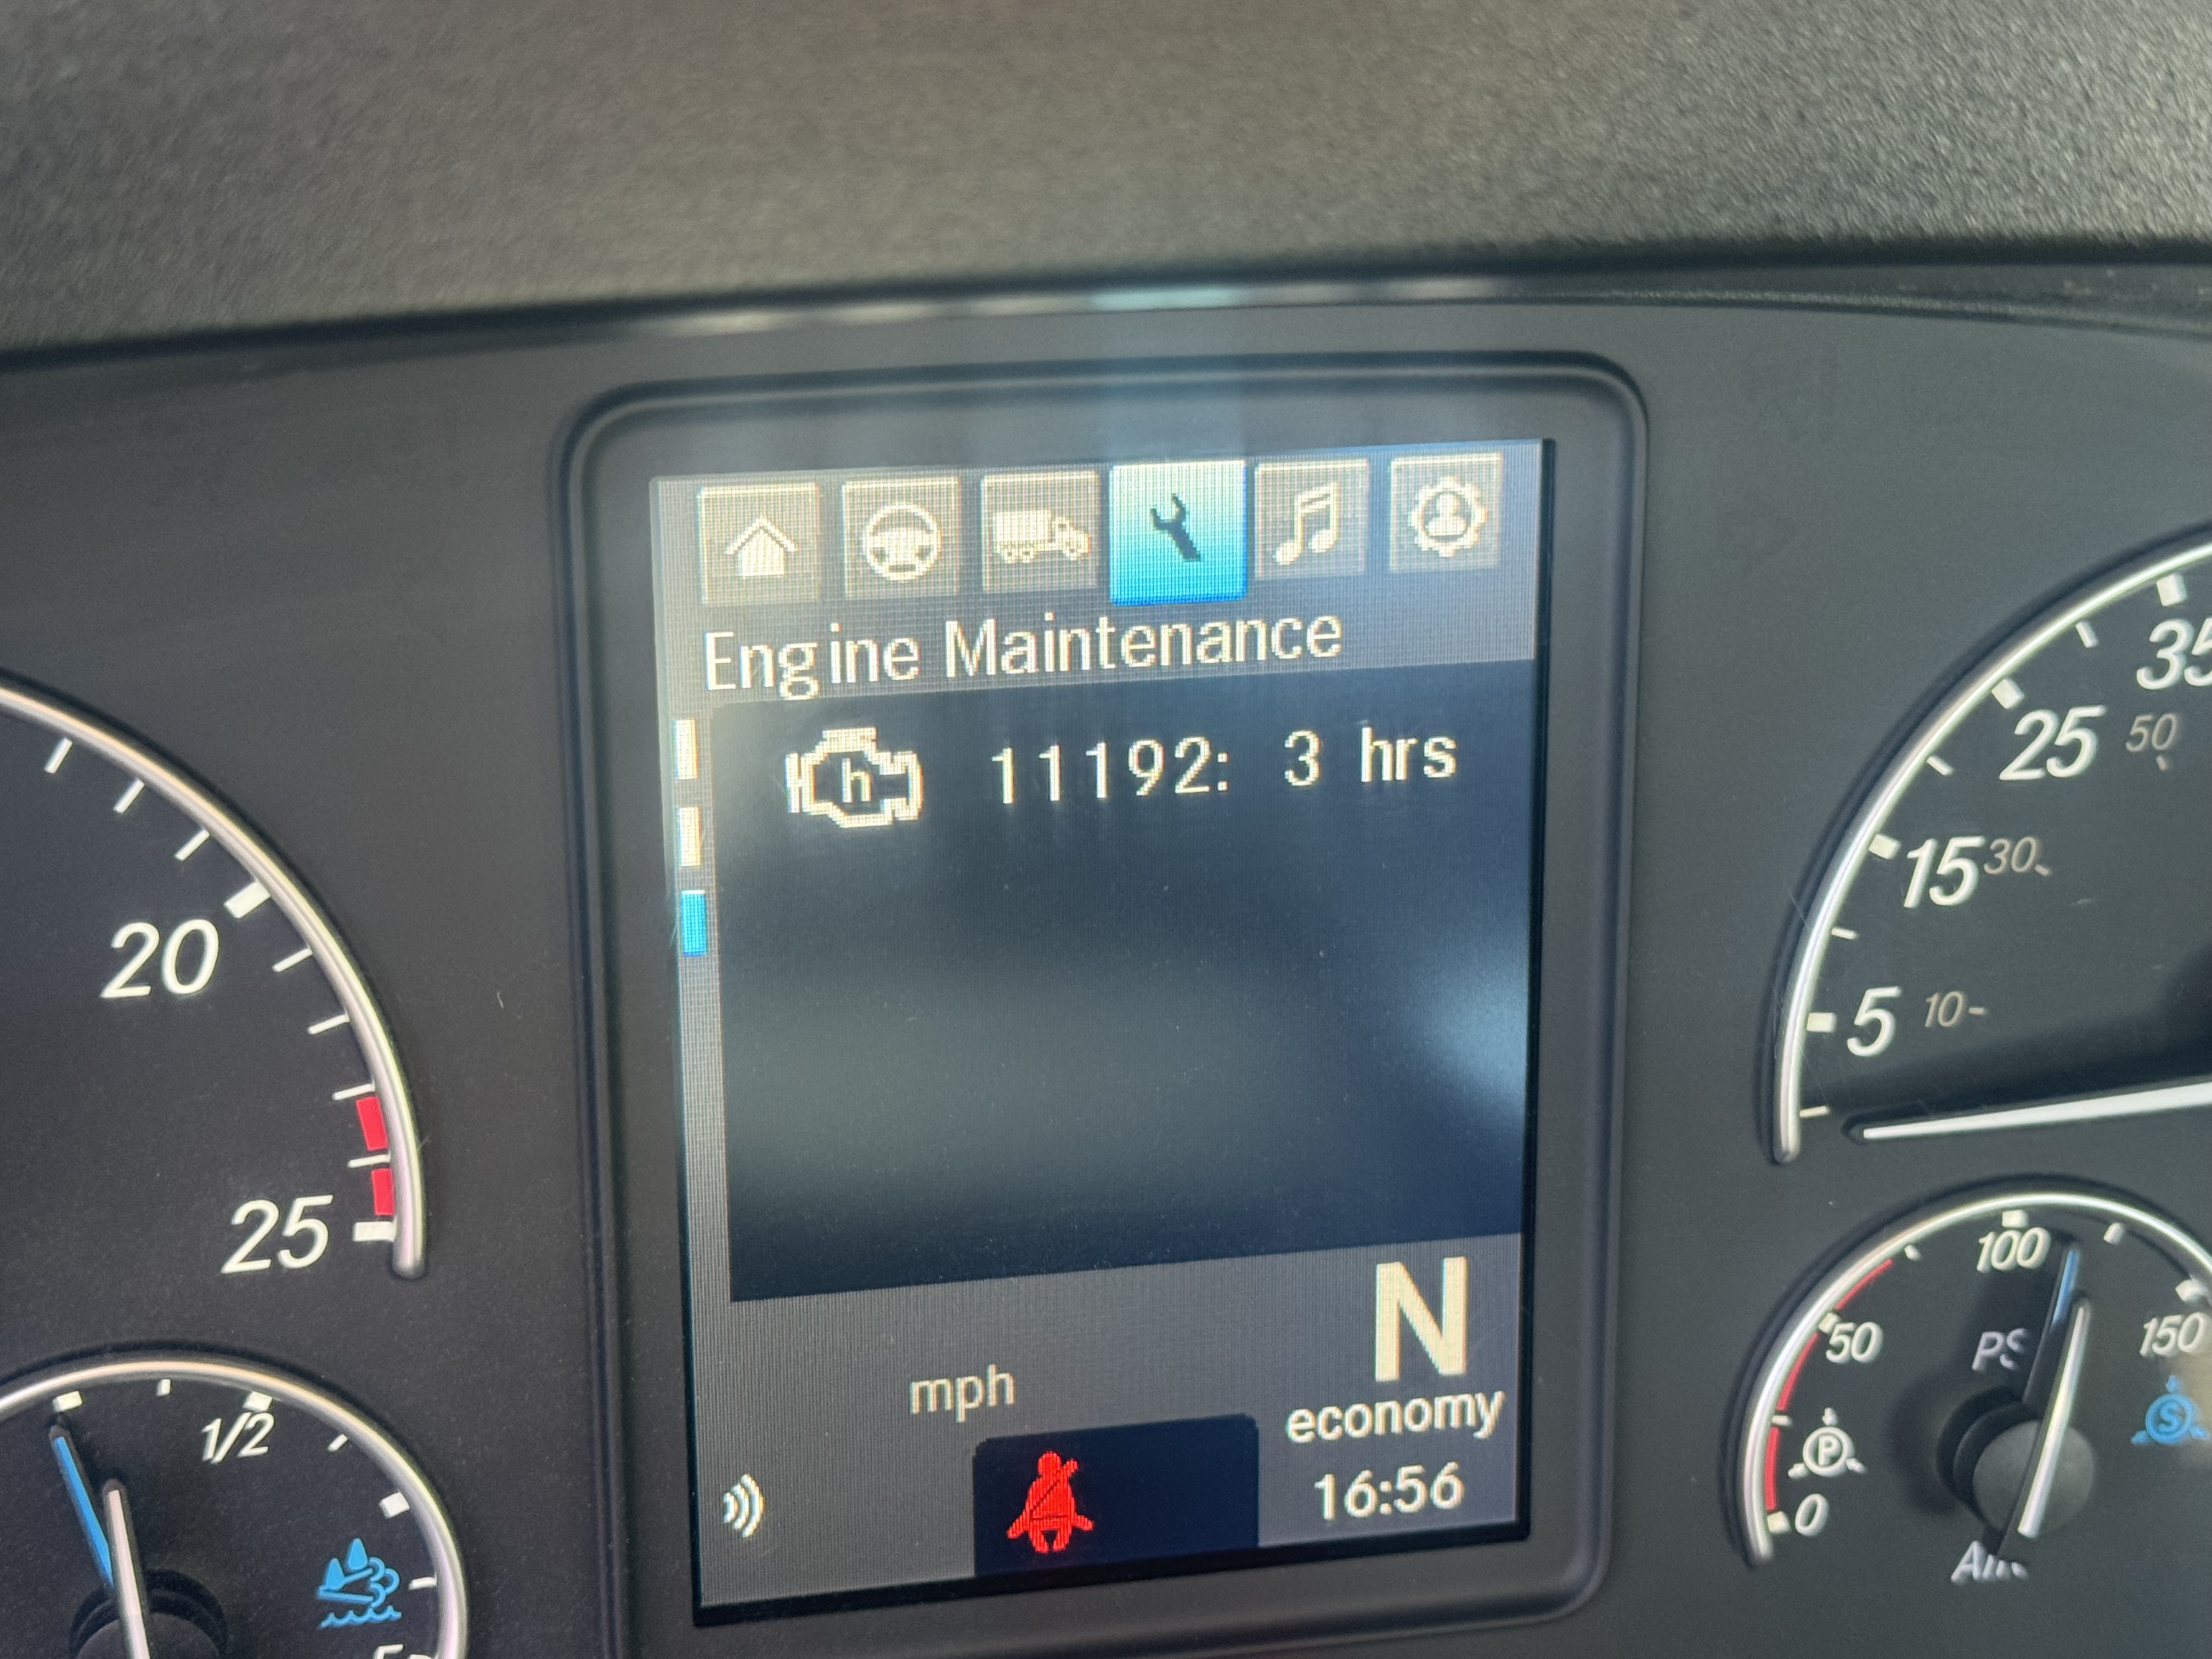 Engine Maintenance
h 11192: 3 hrs
20
25
1/2
mph
N
economy
16:56
35
25 50
15 30
5 10
100
50
150
P
S
0